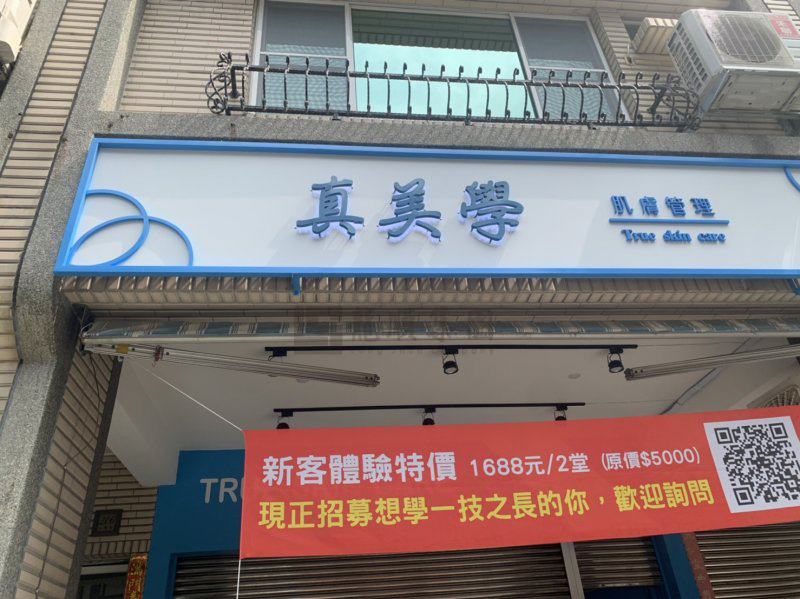 真美學
肌膚管理
True skin care
新客體驗特價 1688元/2堂 (原價$5000)
現正招募想學一技之長的你，歡迎詢問
TRU